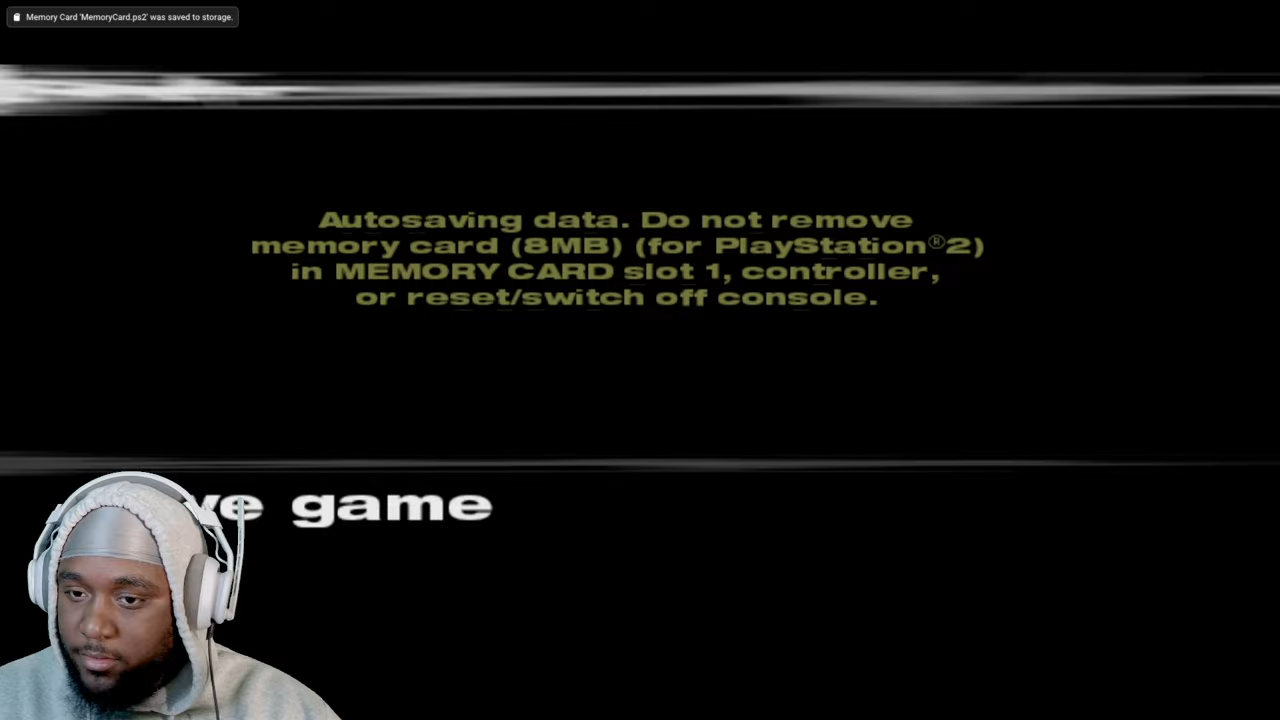 Memory Card 'MemoryCard.ps2' was saved to storage.
Autosaving data. Do not remove
memory card (8MB) (for PlayStation®2)
in MEMORY CARD slot 1, controller,
or reset/switch off console.
game